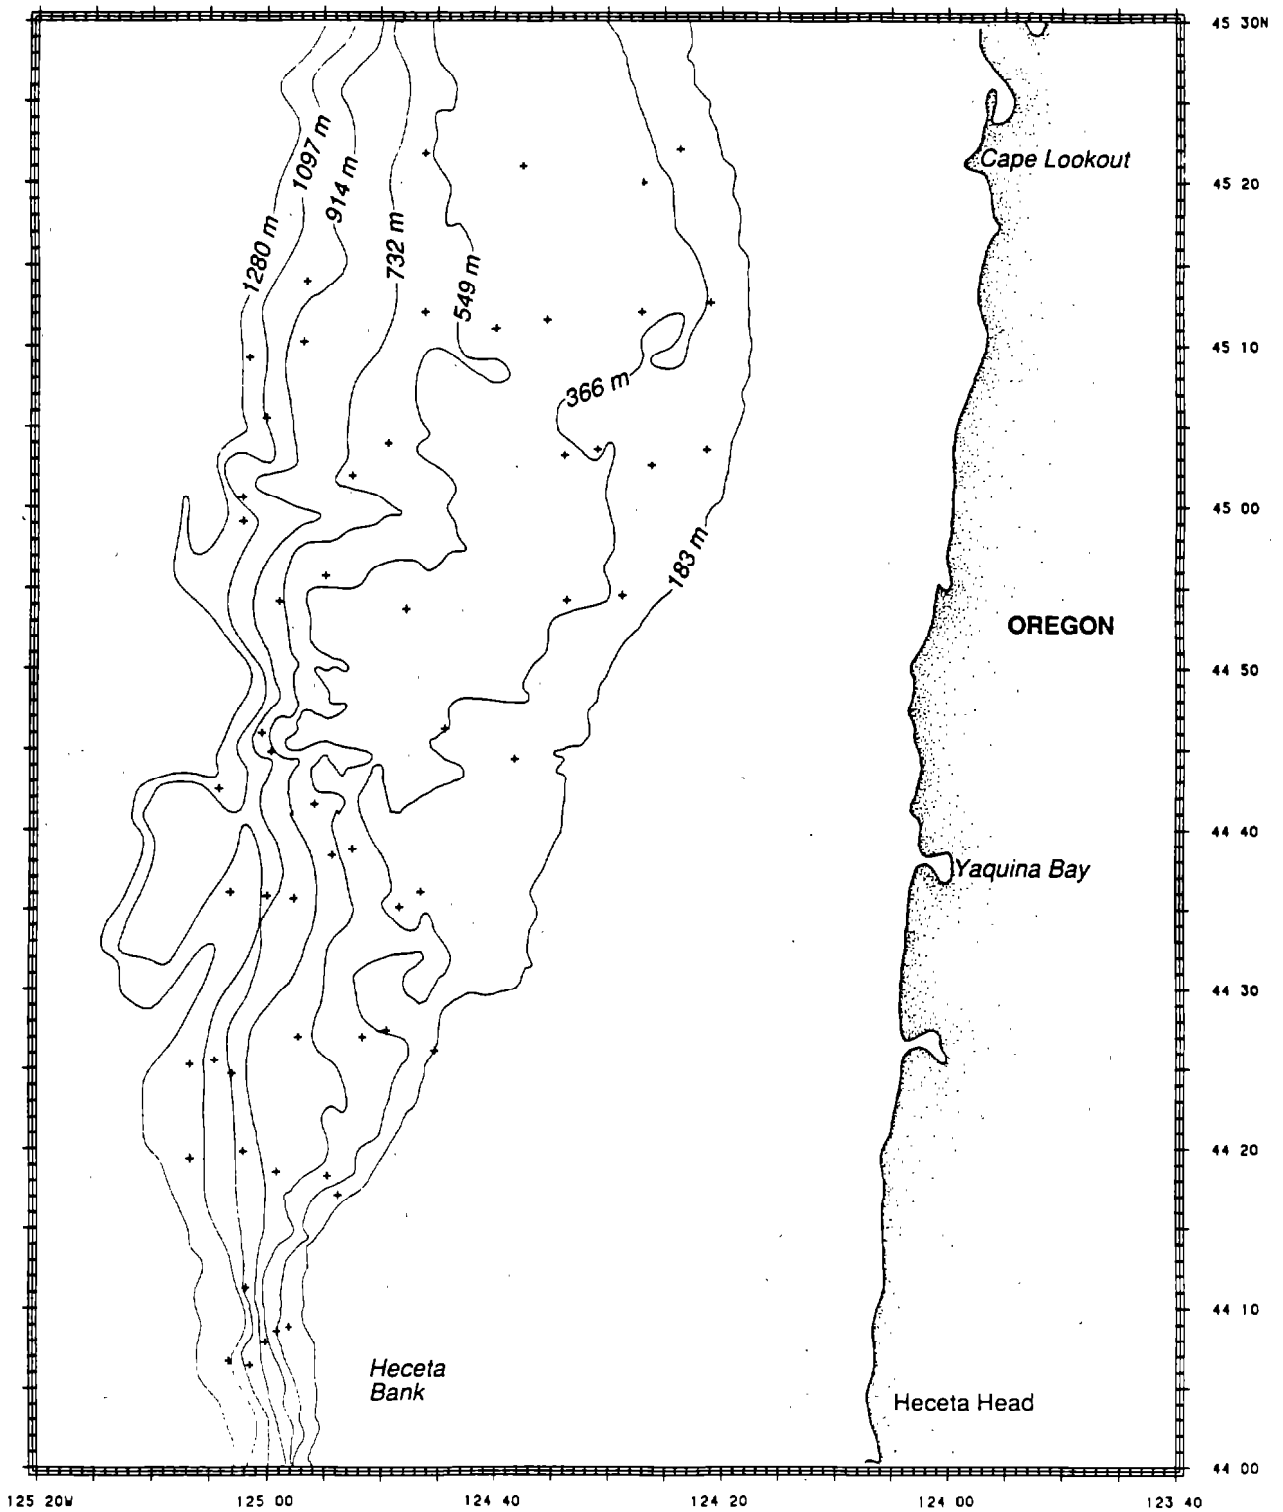 45 30N
Cape Lookout
45 20
1097 m
914 m
1280 m
732 m
549 m
45 10
366 m
45 00
183 m
OREGON
44 50
44 40
Yaquina Bay
44 30
44 20
44 10
Heceta
Bank
Heceta Head
44 00
125 20W
125 00
124 40
124 20
124 00
123 40